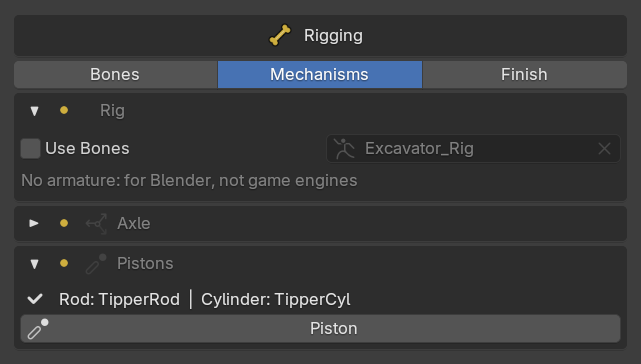 Rigging
Bones Mechanisms Finish
Rig
Use Bones Excavator_Rig
No armature: for Blender, not game engines
Axle
Pistons
Rod: TipperRod | Cylinder: TipperCyl
Piston